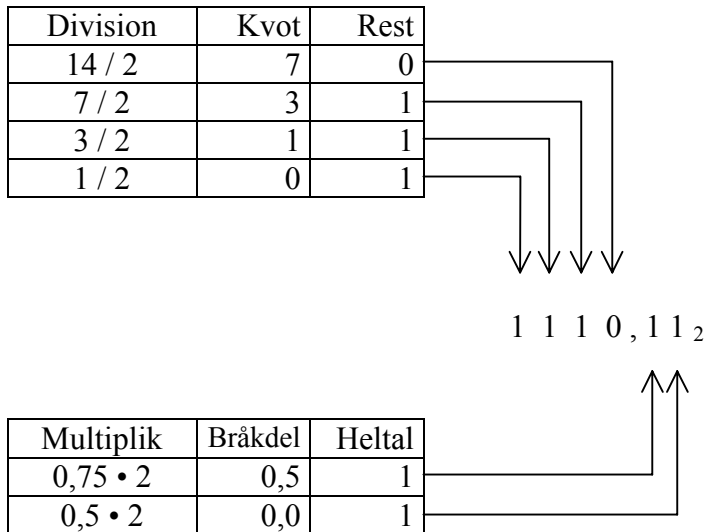 Division Kvot Rest
14 / 2 7 0
7 / 2 3 1
3 / 2 1 1
1 / 2 0 1
1 1 1 0 , 1 1 2
Multiplik Bråkdel Heltal
0,75 • 2 0,5 1
0,5 • 2 0,0 1